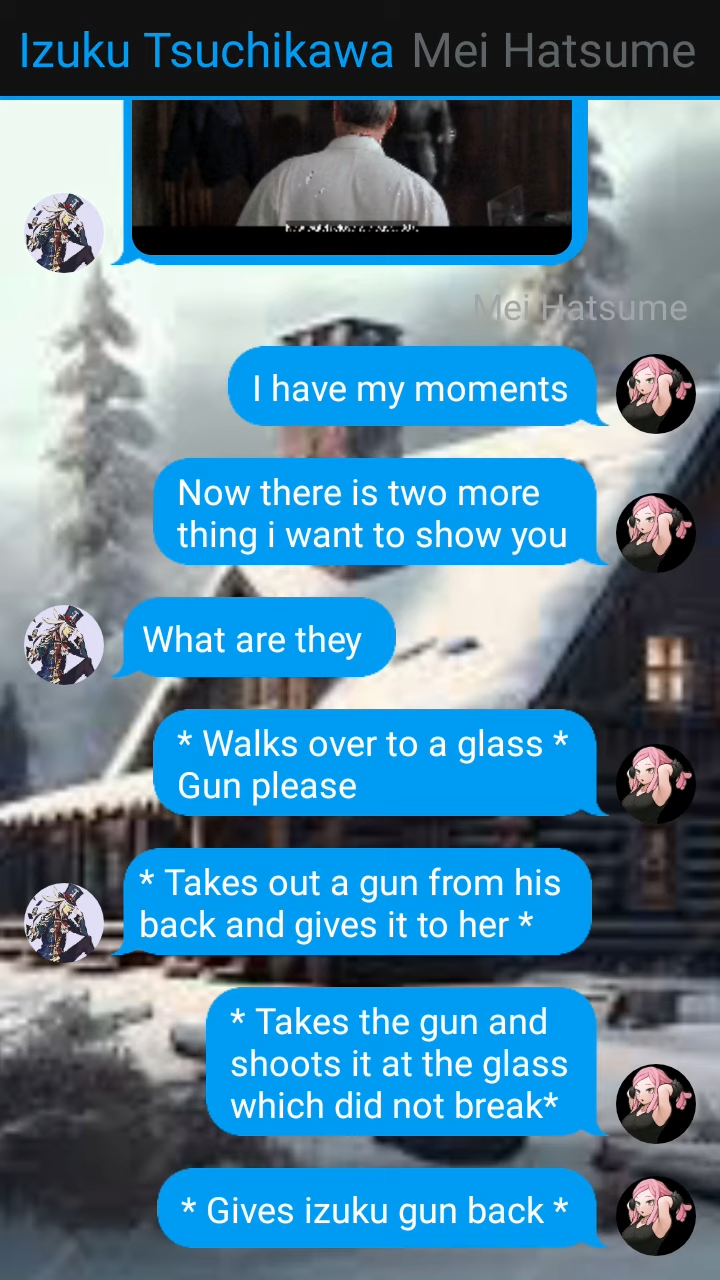 Izuku Tsuchikawa Mei Hatsume
Mei Hatsume
I have my moments
Now there is two more
thing i want to show you
What are they
* Walks over to a glass *
Gun please
* Takes out a gun from his
back and gives it to her *
* Takes the gun and
shoots it at the glass
which did not break*
* Gives izuku gun back *